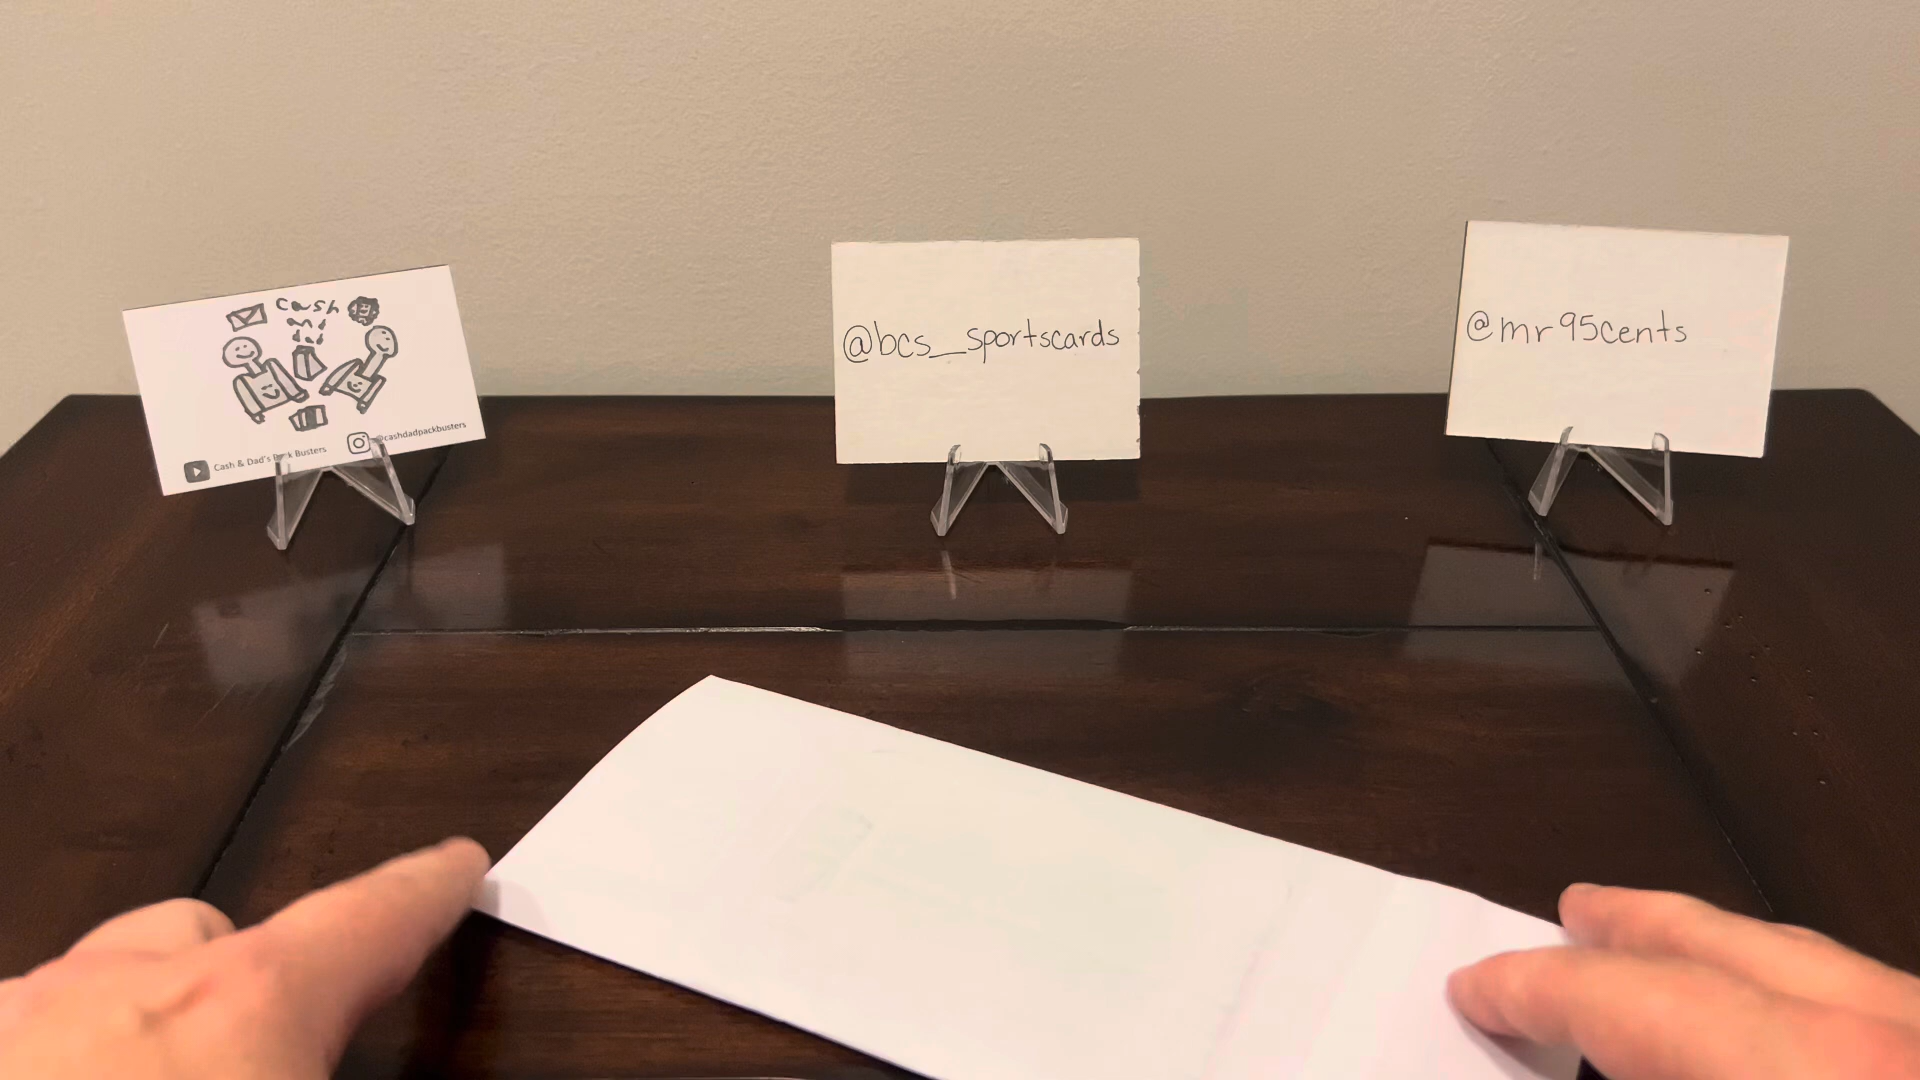 cash
and
dad
Cash & Dad's Pack Busters
@cashdadpackbusters
@bcs_sportscards
@mr95cents